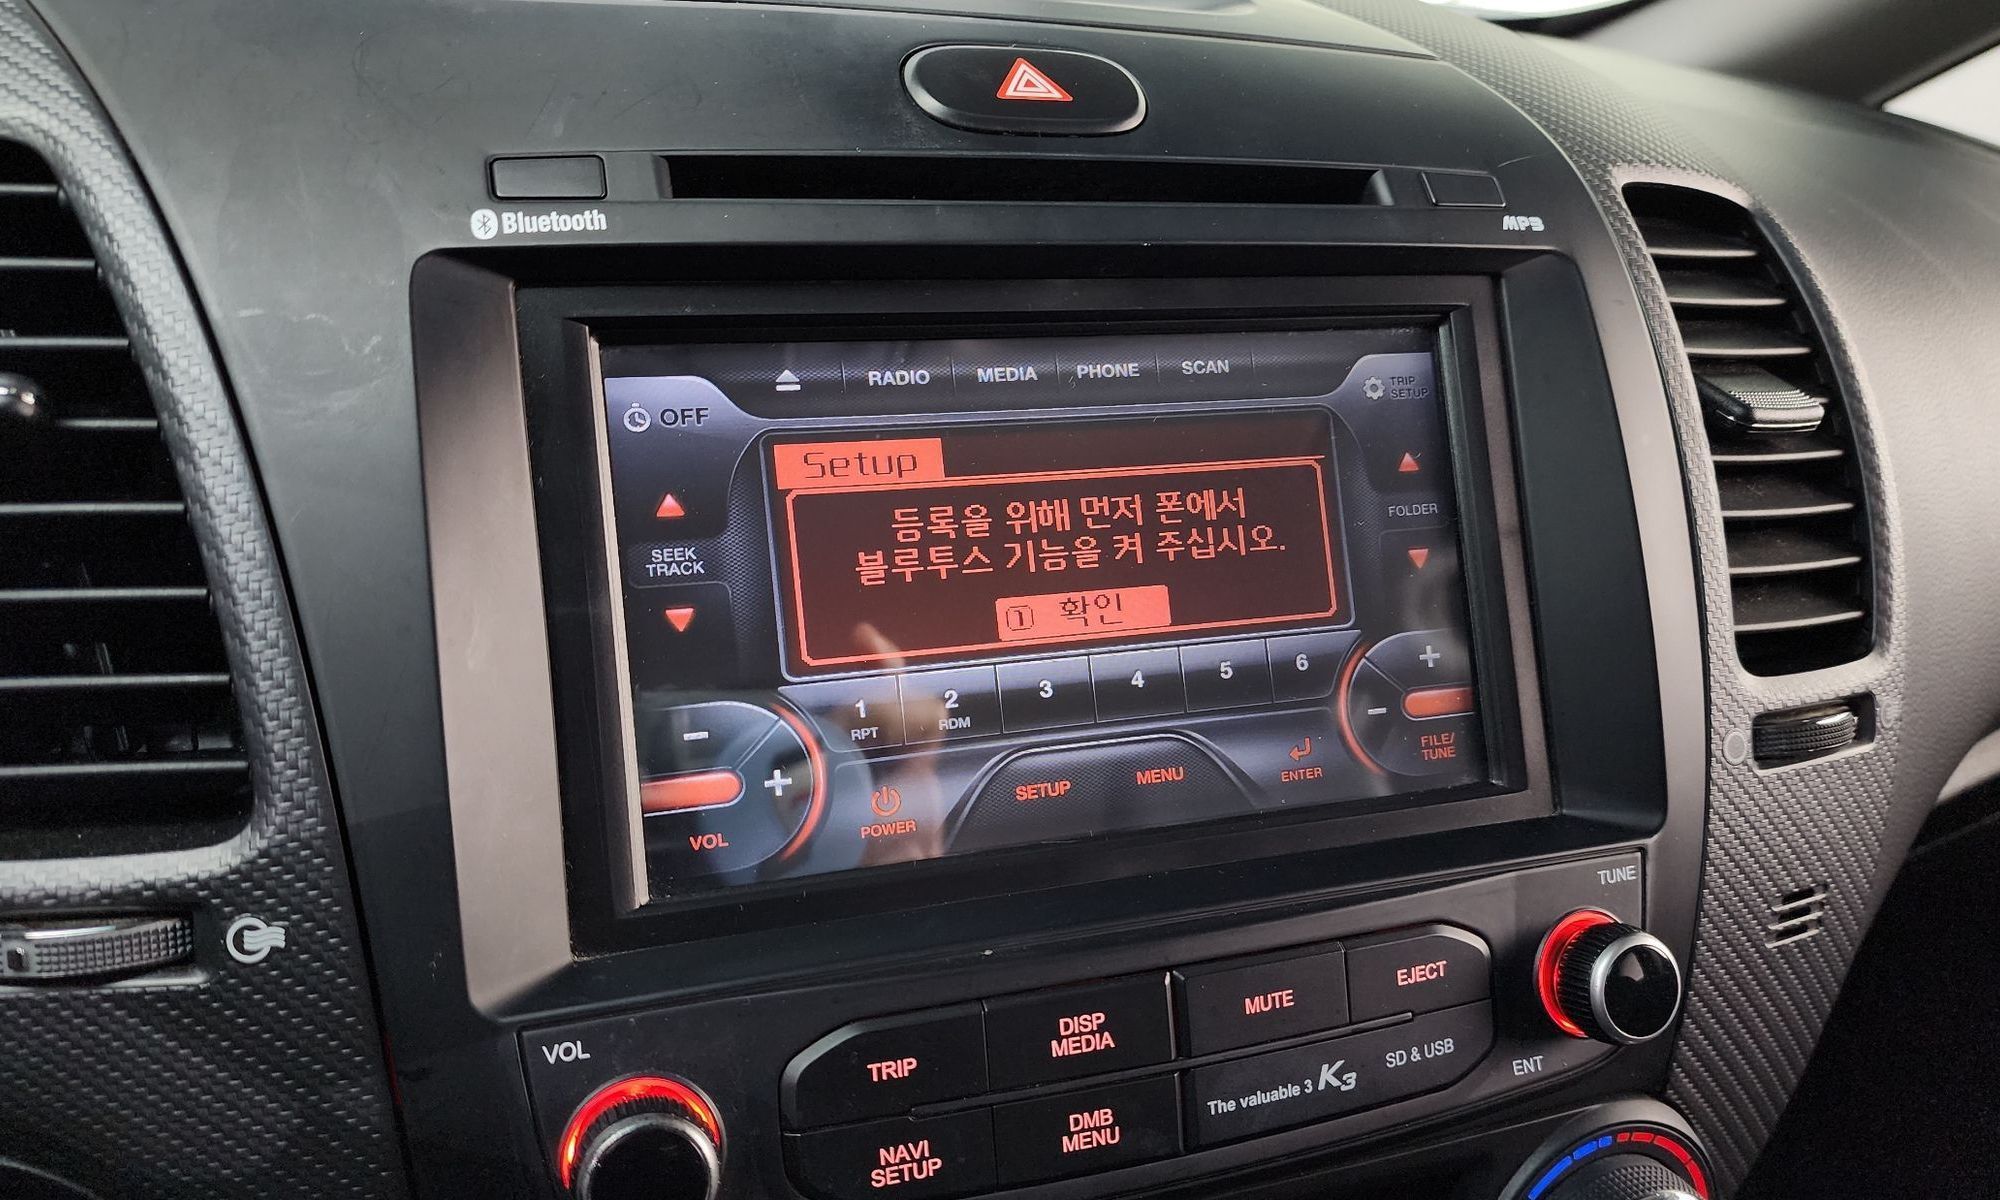 Bluetooth
MP3
RADIO
MEDIA
PHONE
SCAN
OFF
TRIP
SETUP
Setup
등록을 위해 먼저 폰에서
블루투스 기능을 켜 주십시오.
1 확인
SEEK
TRACK
FOLDER
1
RPT
2
RDM
3
4
5
6
-
+
VOL
POWER
SETUP
MENU
ENTER
+
-
FILE/
TUNE
VOL
TUNE
TRIP
DISP
MEDIA
MUTE
EJECT
NAVI
SETUP
DMB
MENU
The valuable 3 K3
SD & USB
ENT